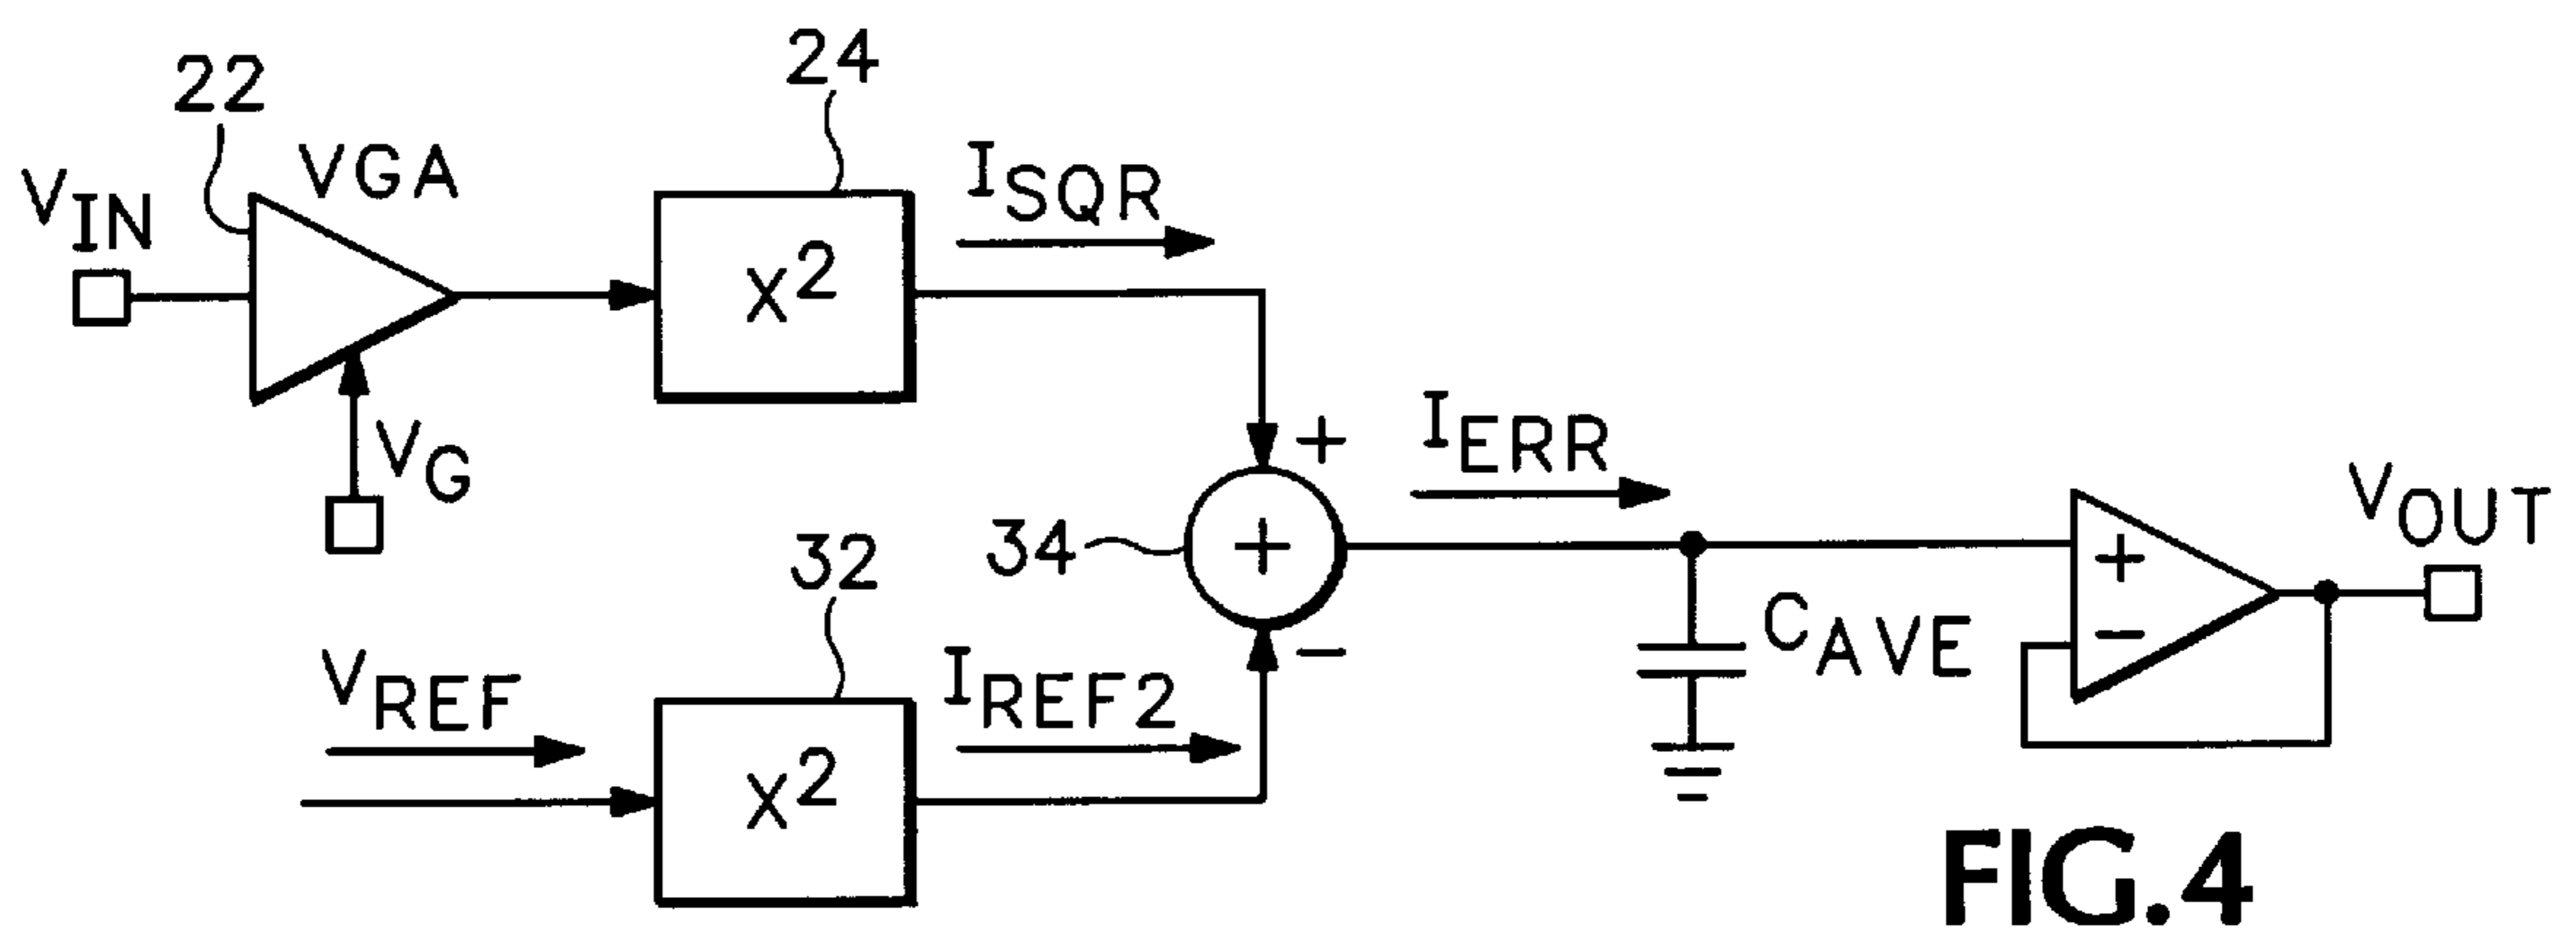 22
24
VGA
V_IN
I_SQR
X²
V_G
+
I_ERR
34
+
V_OUT
+
−
C_AVE
32
−
V_REF
I_REF2
X²
FIG.4